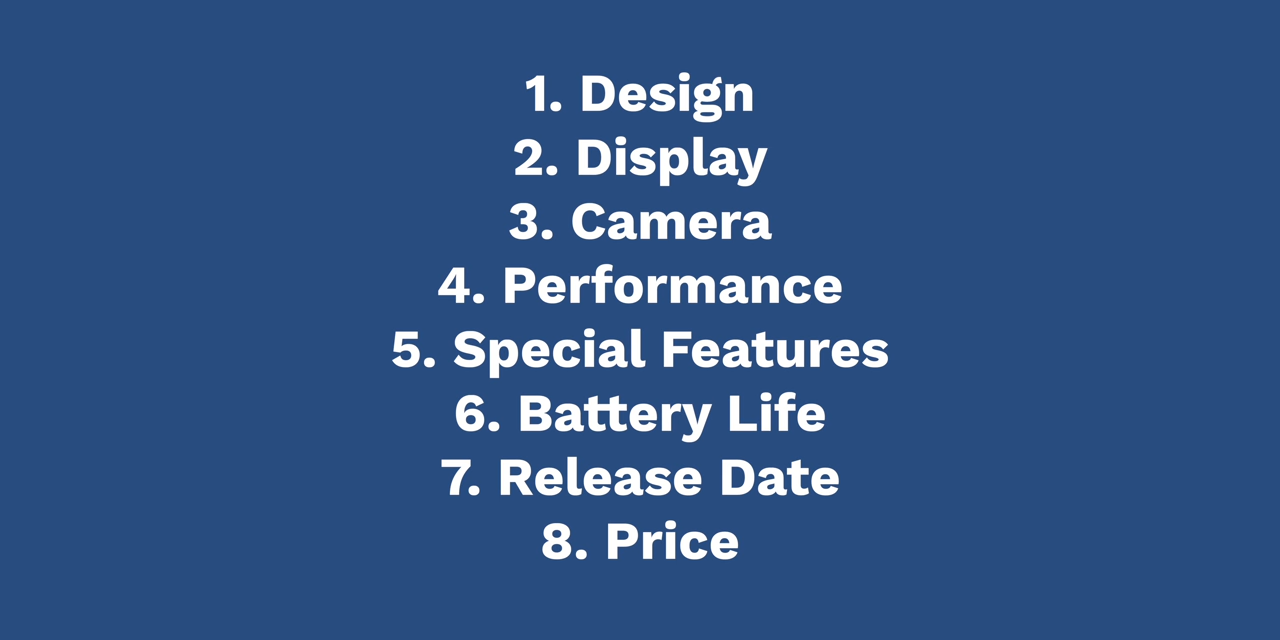 1. Design
2. Display
3. Camera
4. Performance
5. Special Features
6. Battery Life
7. Release Date
8. Price